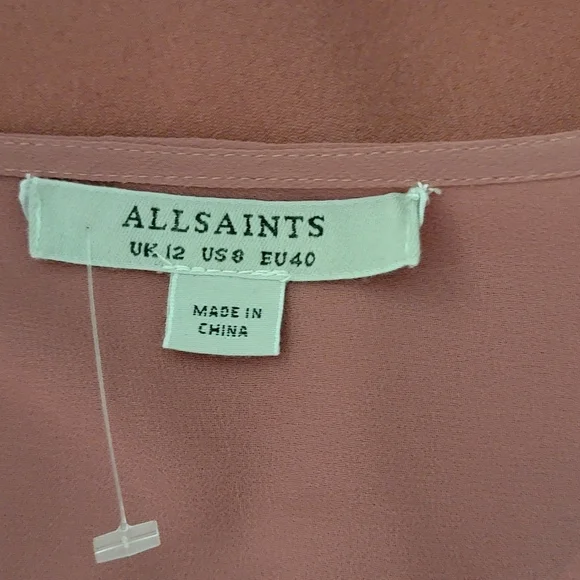 ALLSAINTS
UK 12 US 8 EU 40
MADE IN
CHINA